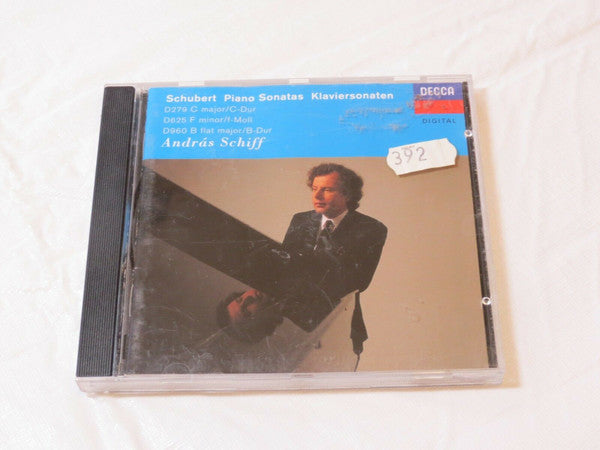 Schubert Piano Sonatas Klaviersonaten
D279 C major/C-Dur
D625 F minor/f-Moll
D960 B flat major/B-Dur
András Schiff
DECCA
DIGITAL
392